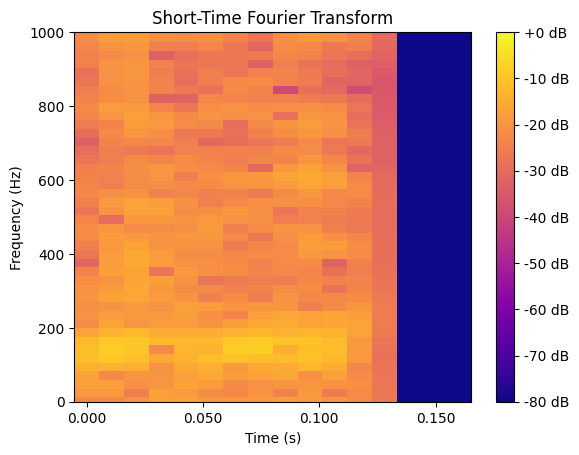 Short-Time Fourier Transform
Frequency (Hz)
1000
800
600
400
200
0
0.000
0.050
0.100
0.150
Time (s)
+0 dB
-10 dB
-20 dB
-30 dB
-40 dB
-50 dB
-60 dB
-70 dB
-80 dB